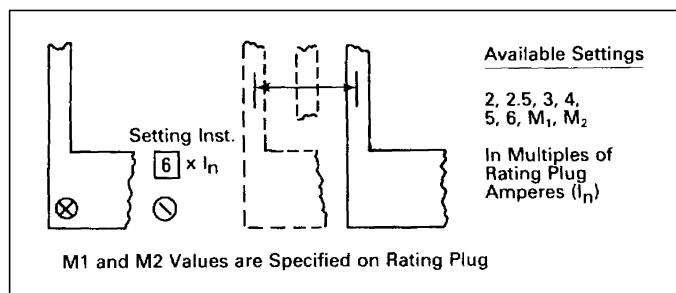 Available Settings
2, 2.5, 3, 4,
5, 6, M₁, M₂
In Multiples of
Rating Plug
Amperes (Iₙ)
Setting Inst.
6 x Iₙ
M1 and M2 Values are Specified on Rating Plug